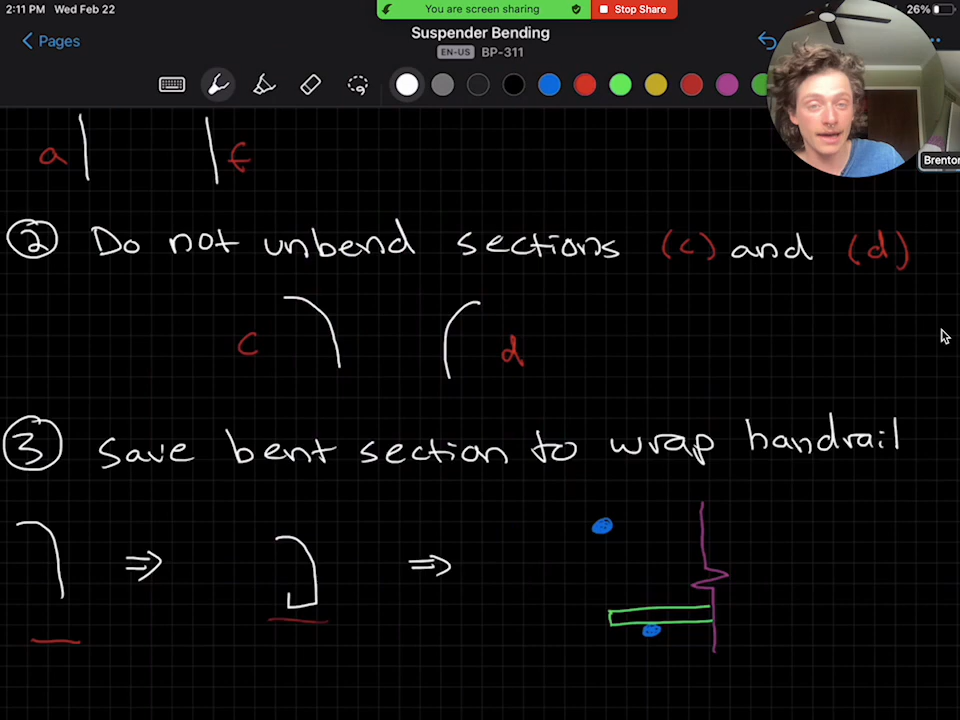 2:11 PM Wed Feb 22
You are screen sharing
Stop Share
26%
Pages
Suspender Bending
EN-US BP-311
Brenton
a
f
② Do not unbend sections (c) and (d)
c
d
③ Save bent section to wrap handrail